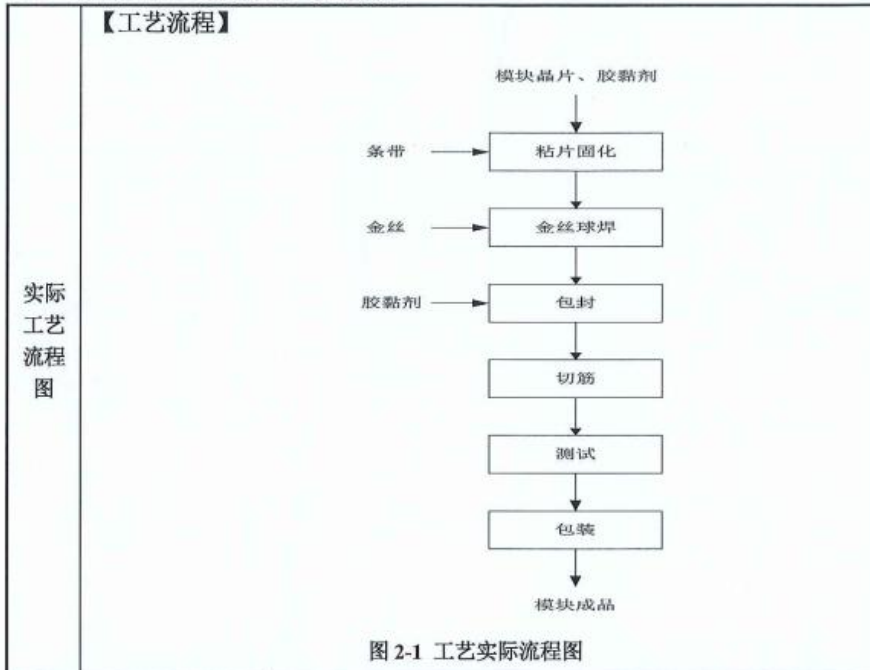 【工艺流程】
模块晶片、胶黏剂
条带
粘片固化
金丝
金丝球焊
胶黏剂
包封
切筋
测试
包装
模块成品
实际
工艺
流程
图
图 2-1 工艺实际流程图